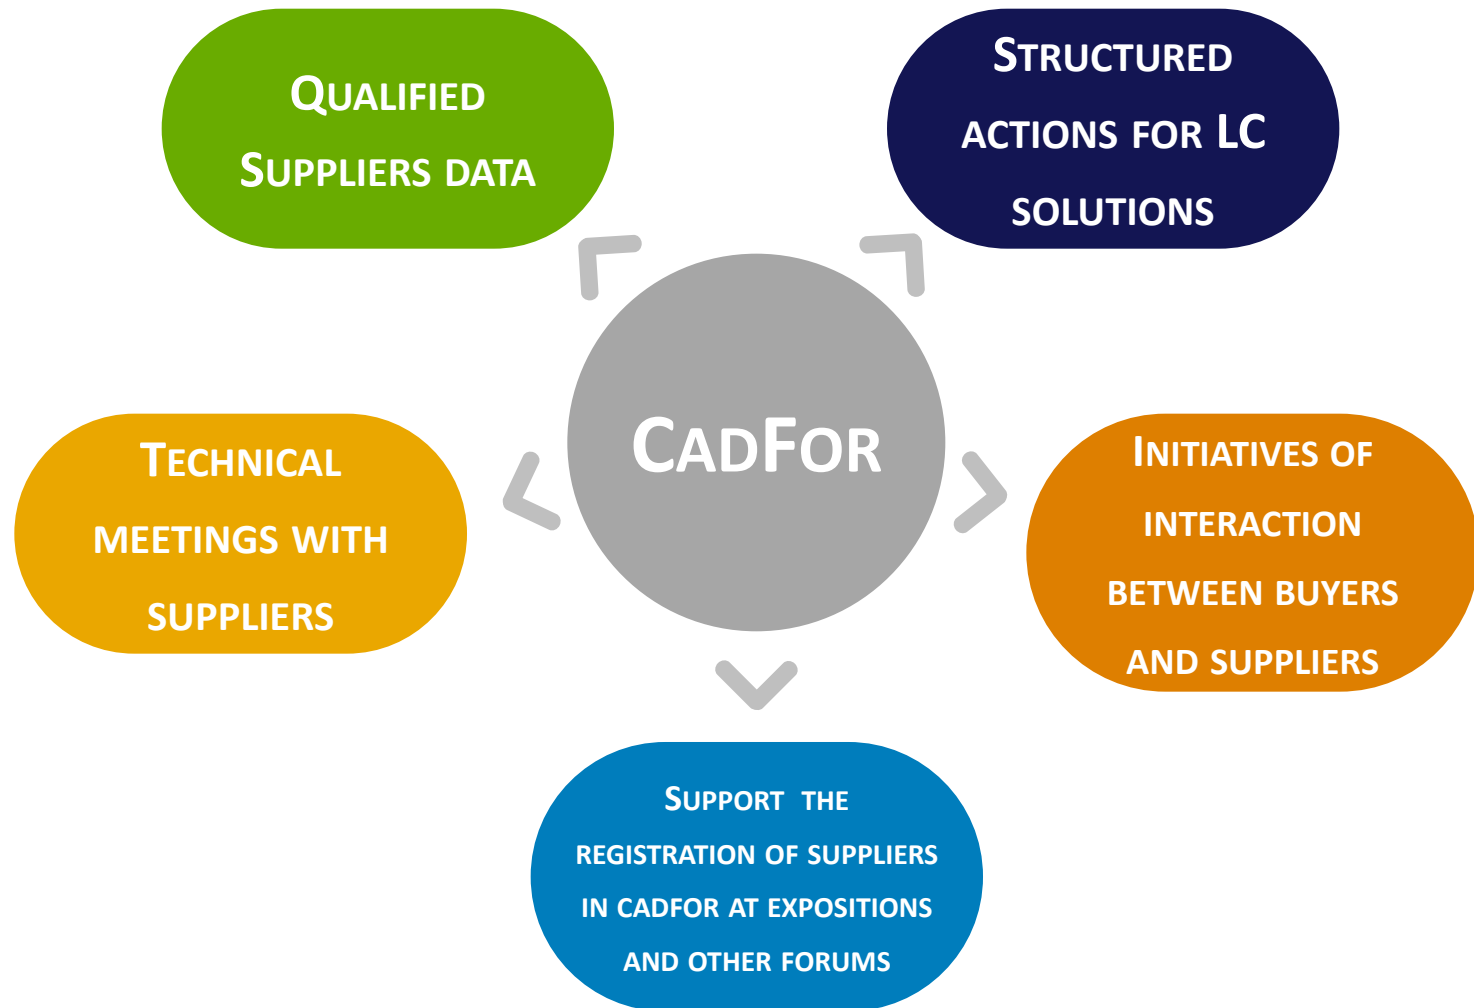 Qualified
Suppliers data
Structured
actions for LC
solutions
CadFor
Technical
meetings with
suppliers
Initiatives of
interaction
between buyers
and suppliers
Support the
registration of suppliers
in cadfor at expositions
and other forums